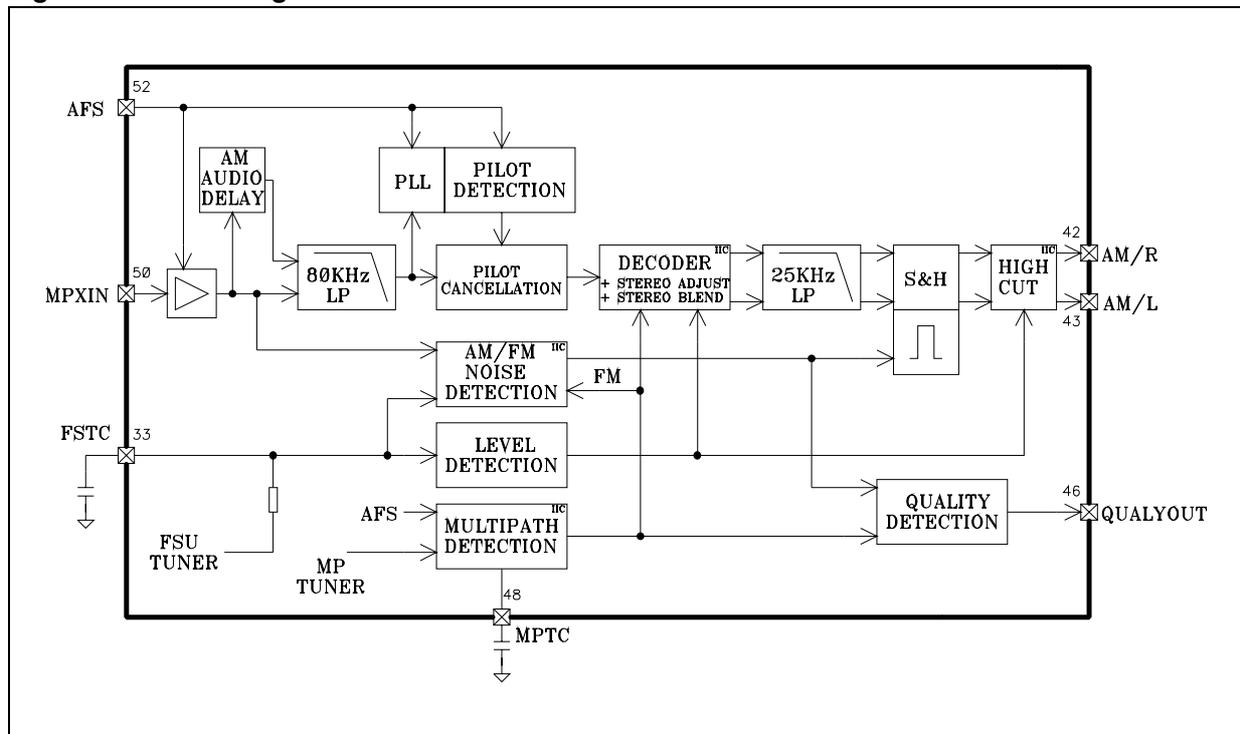 52
AFS
AM
AUDIO
DELAY
PLL
PILOT
DETECTION
50
MPXIN
80KHz
LP
PILOT
CANCELLATION
IIC
DECODER
+ STEREO ADJUST
+ STEREO BLEND
25KHz
LP
S&H
IIC
HIGH
CUT
42
AM/R
AM/L
43
IIC
AM/FM
NOISE
DETECTION
FM
FSTC
33
LEVEL
DETECTION
AFS
IIC
MULTIPATH
DETECTION
QUALITY
DETECTION
46
QUALYOUT
FSU
TUNER
MP
TUNER
48
MPTC